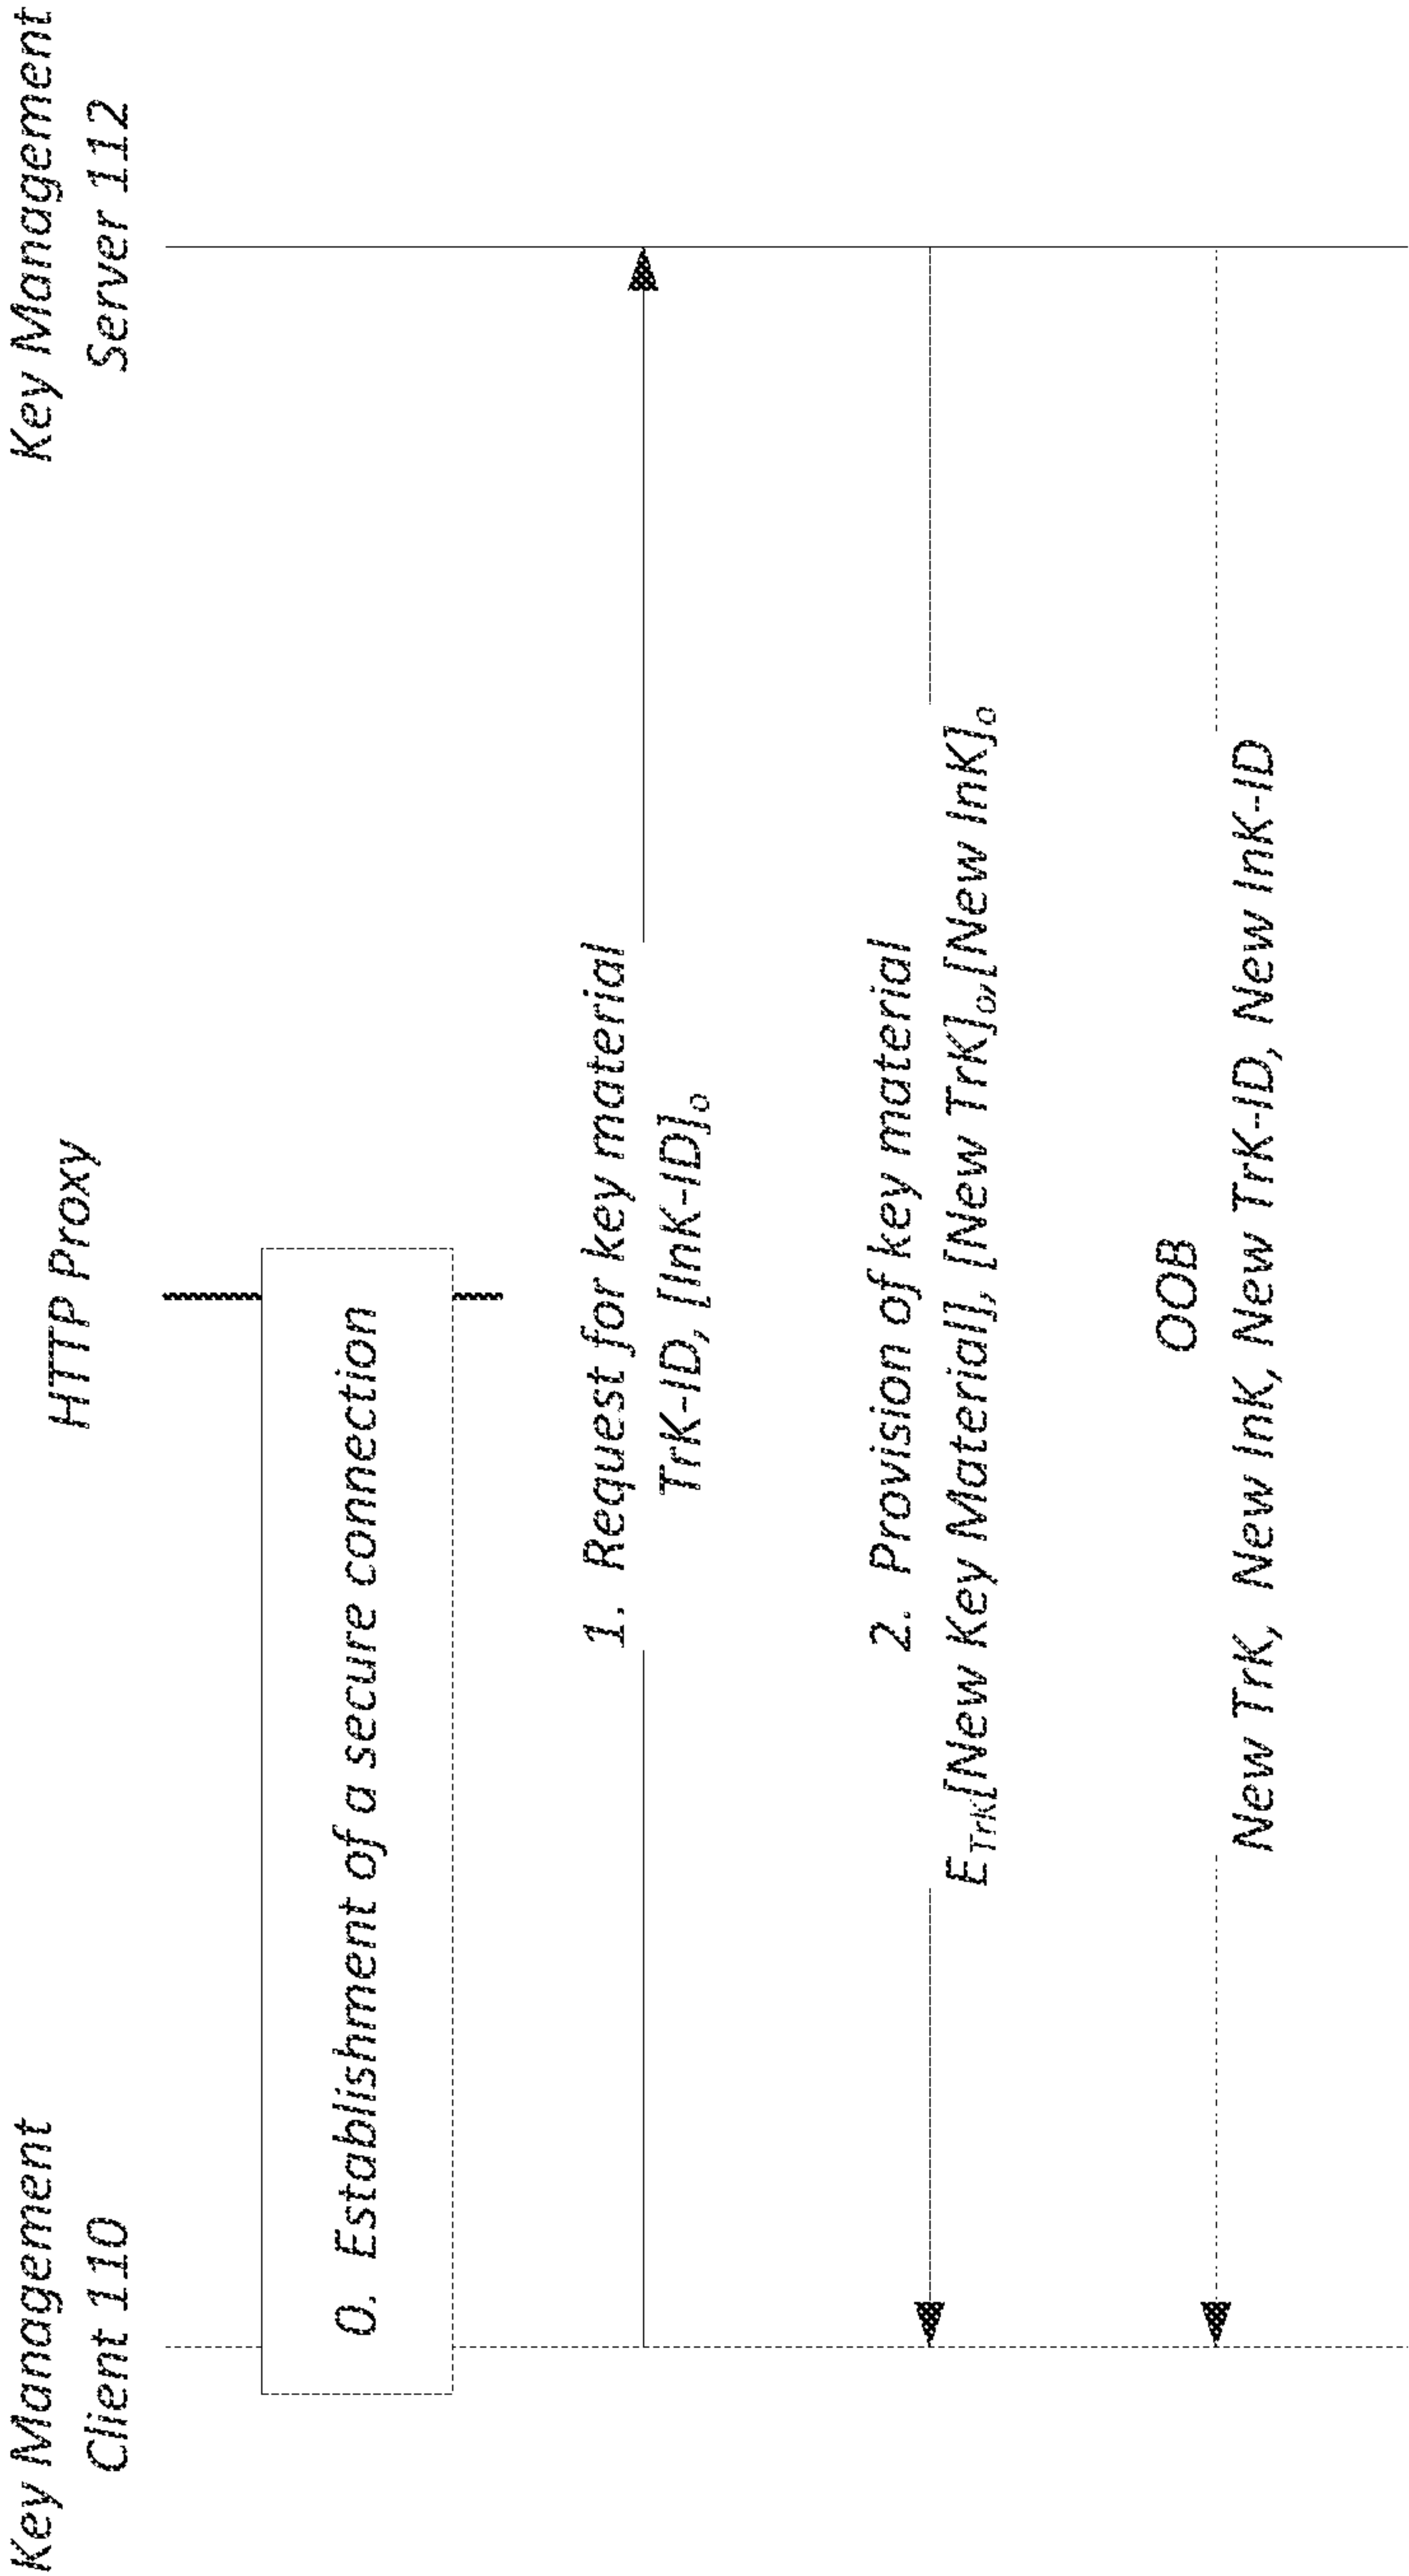 Key Management
Client 110
HTTP Proxy
Key Management
Server 112
0. Establishment of a secure connection
1. Request for key material
TrK-ID, [InK-ID]o
2. Provision of key material
ETrK[New Key Material], [New TrK]o,[New InK]o
OOB
New TrK, New InK, New TrK-ID, New InK-ID